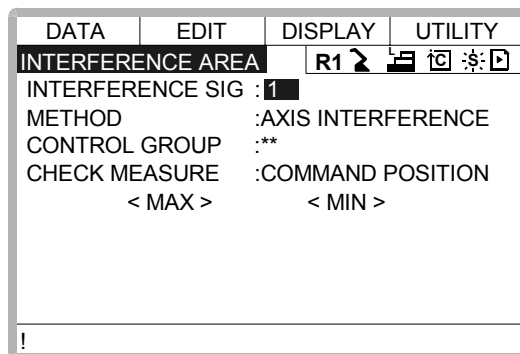 DATA EDIT DISPLAY UTILITY
INTERFERENCE AREA R1 C S
INTERFERENCE SIG : 1
METHOD :AXIS INTERFERENCE
CONTROL GROUP :**
CHECK MEASURE :COMMAND POSITION
< MAX > < MIN >
!